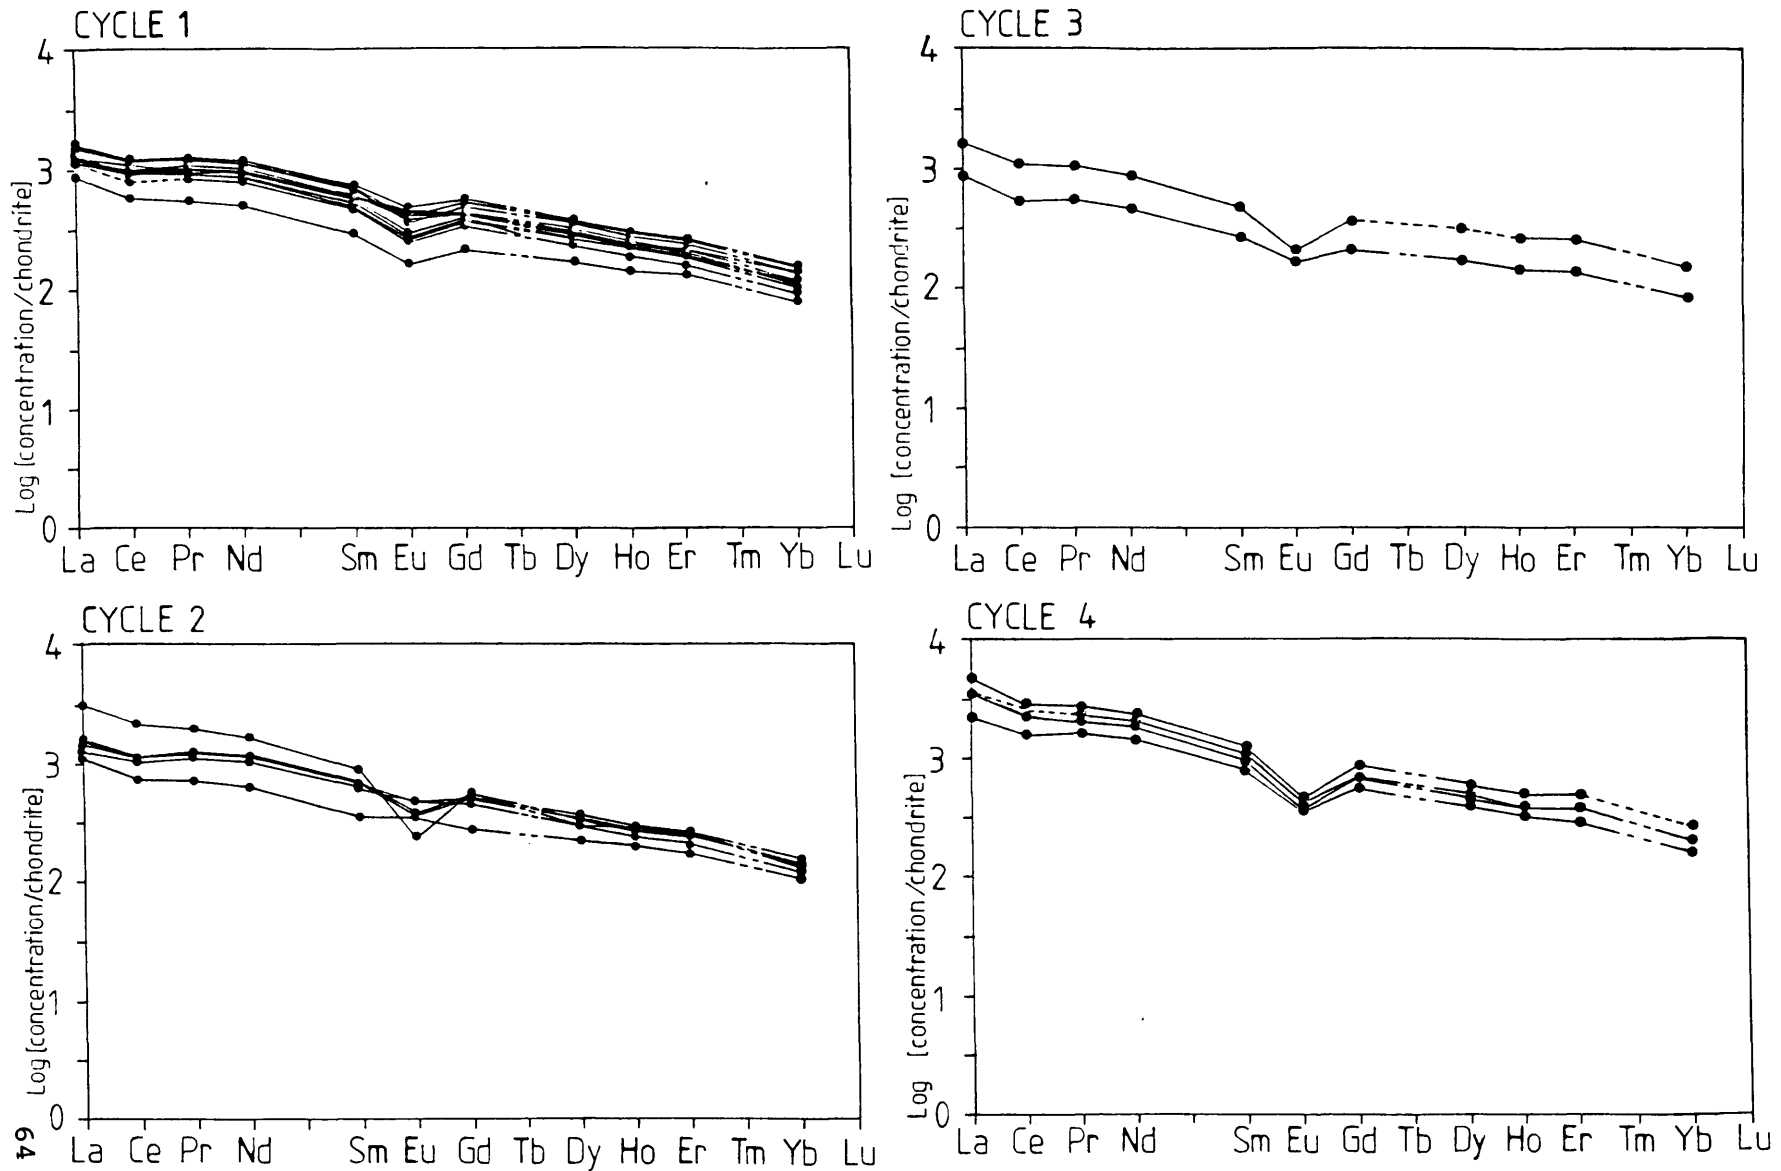 CYCLE 1
4
3
2
1
0
Log [concentration/chondrite]
La Ce Pr Nd Sm Eu Gd Tb Dy Ho Er Tm Yb Lu
CYCLE 3
4
3
2
1
0
Log [concentration/chondrite]
La Ce Pr Nd Sm Eu Gd Tb Dy Ho Er Tm Yb Lu
CYCLE 2
4
3
2
1
0
Log [concentration/chondrite]
La Ce Pr Nd Sm Eu Gd Tb Dy Ho Er Tm Yb Lu
CYCLE 4
4
3
2
1
0
Log [concentration/chondrite]
La Ce Pr Nd Sm Eu Gd Tb Dy Ho Er Tm Yb Lu
64